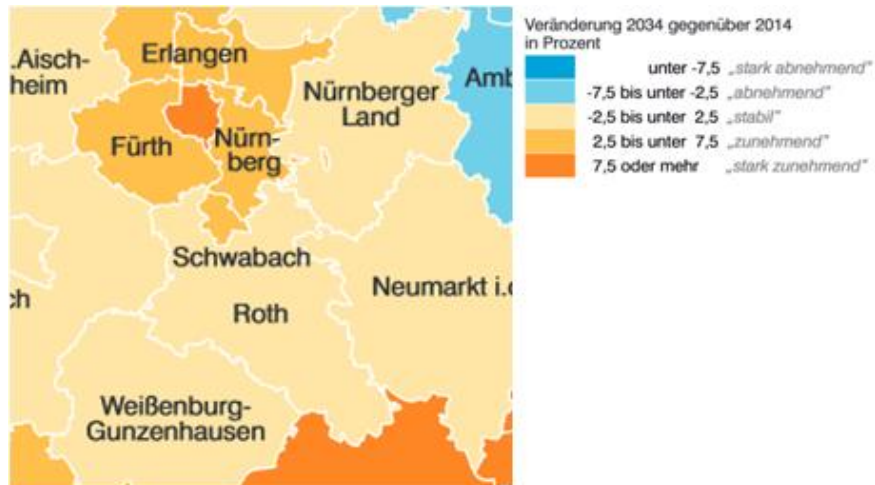 .Aisch-
heim
Erlangen
Fürth
Nürn-
berg
Nürnberger
Land
Amb
Schwabach
Roth
Neumarkt i.d
ch
Weißenburg-
Gunzenhausen
Veränderung 2034 gegenüber 2014
in Prozent
unter -7,5 „stark abnehmend“
-7,5 bis unter -2,5 „abnehmend“
-2,5 bis unter 2,5 „stabil“
2,5 bis unter 7,5 „zunehmend“
7,5 oder mehr „stark zunehmend“